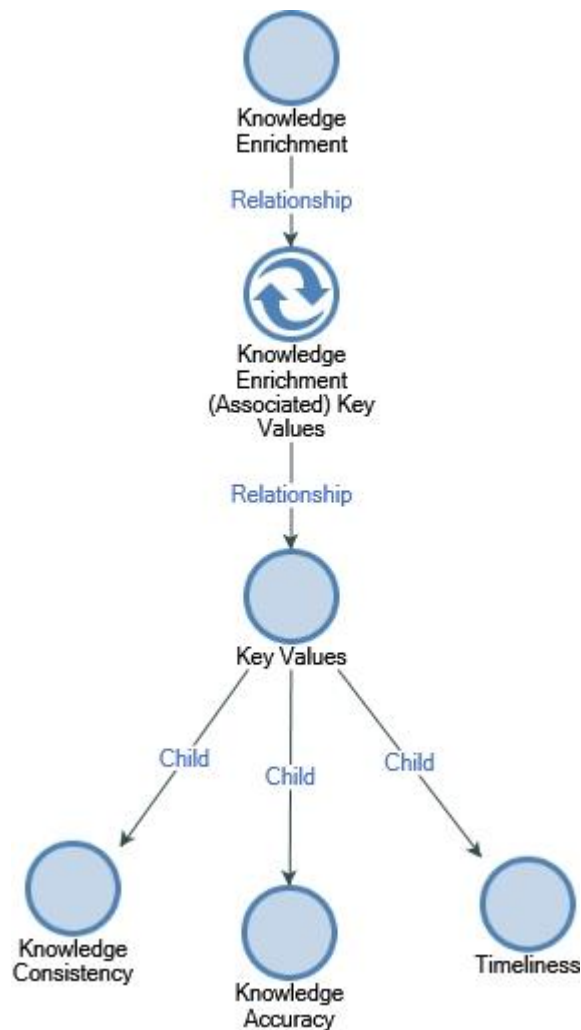 Knowledge
Enrichment
Relationship
Knowledge
Enrichment
(Associated) Key
Values
Relationship
Key Values
Child
Child
Child
Knowledge
Consistency
Knowledge
Accuracy
Timeliness